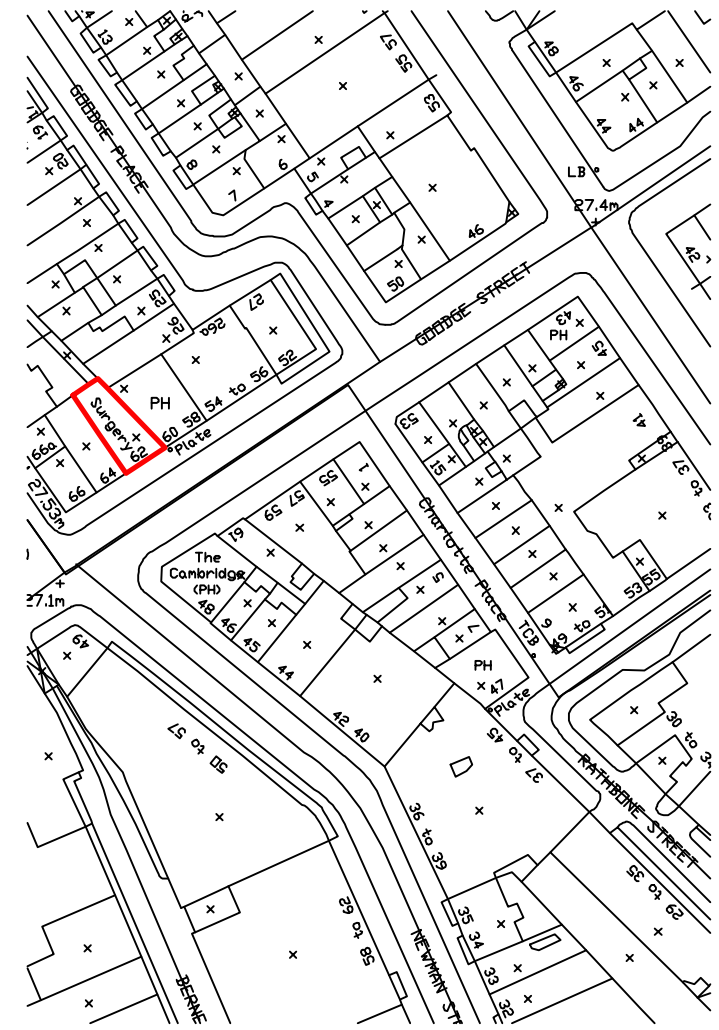 13
57
55
53
48
46
44
44
GOODGE PLACE
19
20
8
7
6
5
4
LB
27.4m
46
50
42
GOODGE STREET
25
26
26a
27
52
54 to 56
58
60
PH
Surgery
62
Plate
64
66
66a
27.53m
43
PH
45
41
39
37 to
53
15
1
55
57
59
61
The
Cambridge
(PH)
48
46
45
44
42
40
Charlotte Place
5
7
9
TCB
49 to 51
53
55
PH
47
Plate
27.1m
49
50 to 57
37 to 45
30 to
34
RATHBONE STREET
36 to 39
29 to 35
35
34
33
32
58 to 62
NEWMAN ST
BERNE